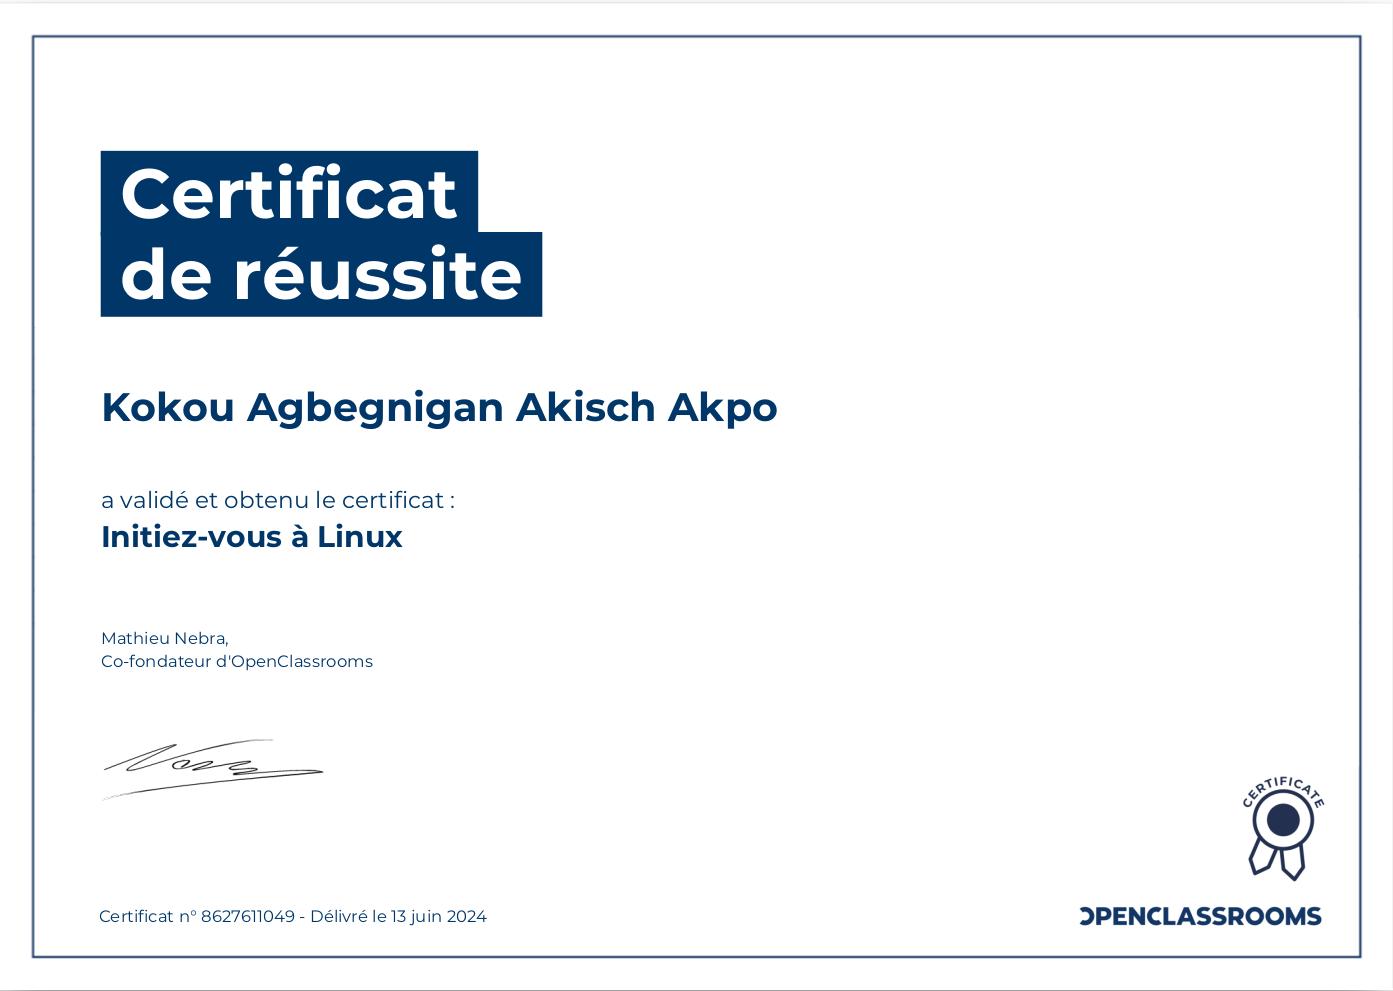 Certificat
de réussite
Kokou Agbegnigan Akisch Akpo
a validé et obtenu le certificat :
Initiez-vous à Linux
Mathieu Nebra,
Co-fondateur d'OpenClassrooms
CERTIFICATE
Certificat n° 8627611049 - Délivré le 13 juin 2024
OPENCLASSROOMS